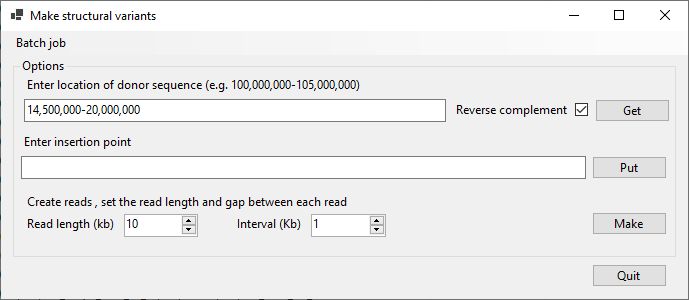 Make structural variants
Batch job
Options
Enter location of donor sequence (e.g. 100,000,000-105,000,000)
14,500,000-20,000,000
Reverse complement
Get
Enter insertion point
Put
Create reads , set the read length and gap between each read
Read length (kb)
10
Interval (Kb)
1
Make
Quit